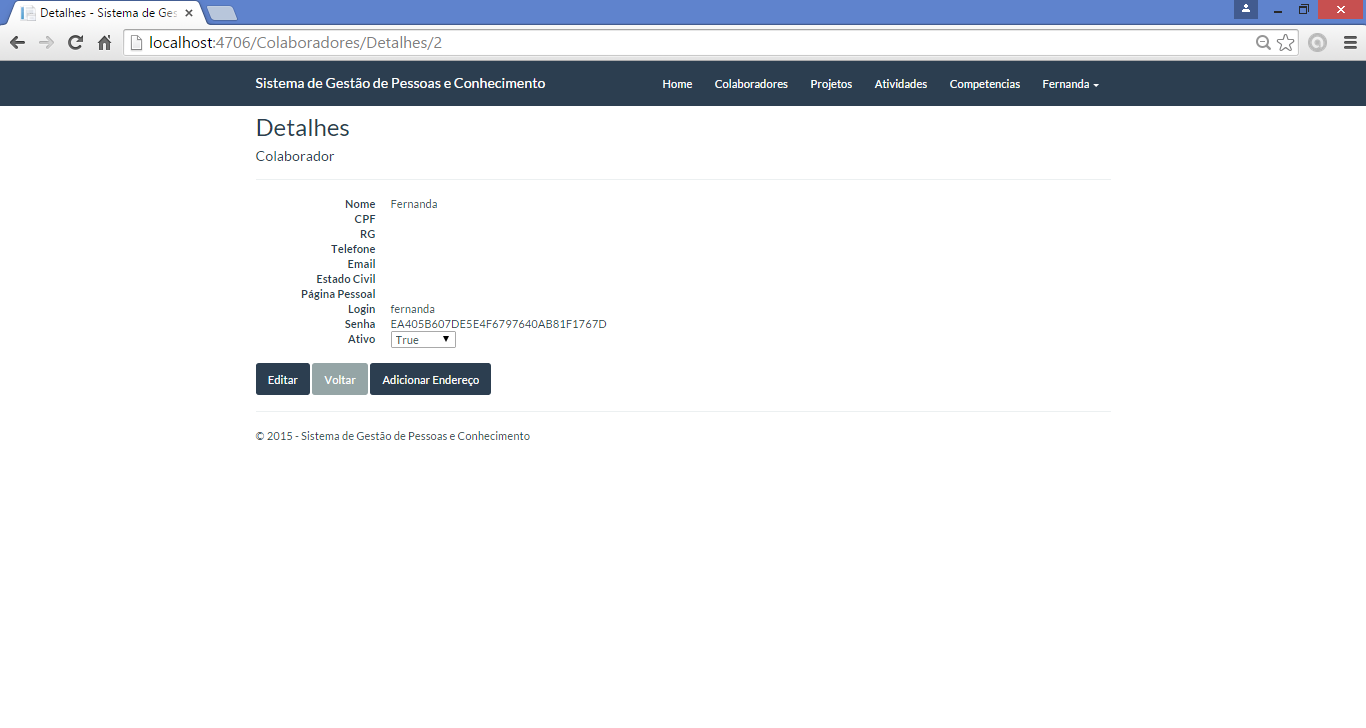 Detalhes - Sistema de Ges
localhost:4706/Colaboradores/Detalhes/2
Sistema de Gestão de Pessoas e Conhecimento Home Colaboradores Projetos Atividades Competencias Fernanda
Detalhes
Colaborador
Nome Fernanda
CPF
RG
Telefone
Email
Estado Civil
Página Pessoal
Login fernanda
Senha EA405B607DE5E4F6797640AB81F1767D
Ativo True
Editar Voltar Adicionar Endereço
© 2015 - Sistema de Gestão de Pessoas e Conhecimento